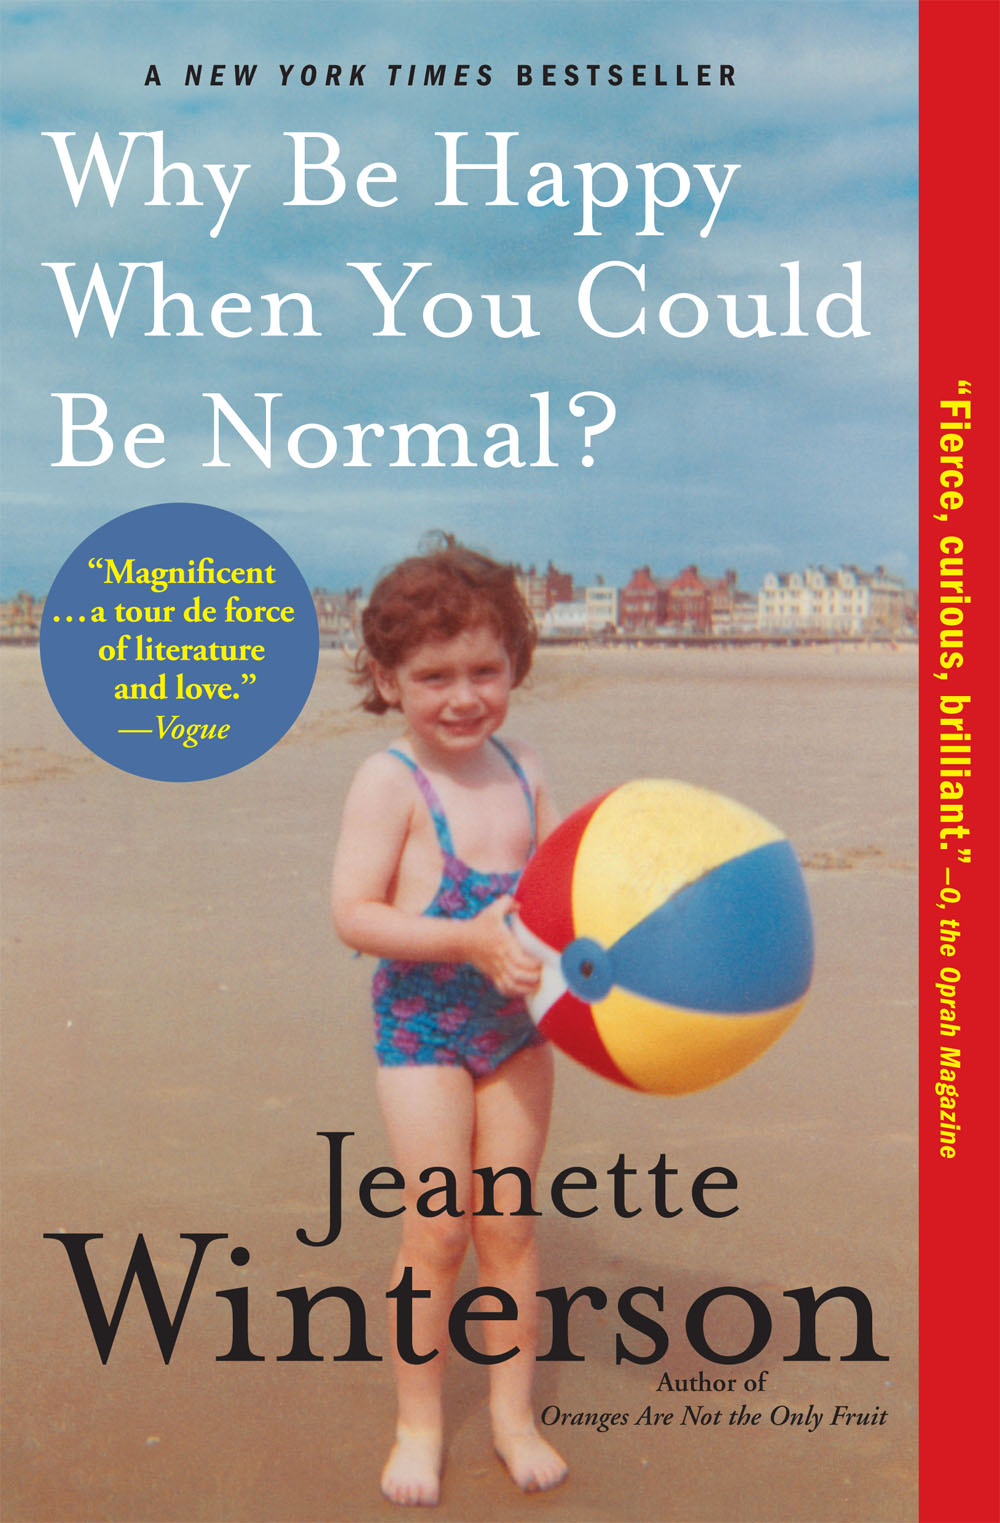 A NEW YORK TIMES BESTSELLER
Why Be Happy
When You Could
Be Normal?
“Magnificent
...a tour de force
of literature
and love.”
—Vogue
“Fierce, curious, brilliant.” —O, the Oprah Magazine
Jeanette
Winterson
Author of
Oranges Are Not the Only Fruit